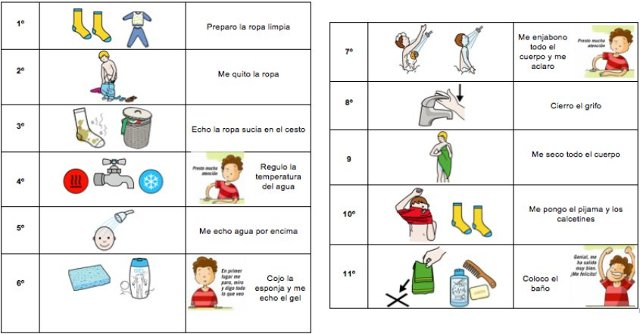 1º
Preparo la ropa limpia
2º
Me quito la ropa
3º
Echo la ropa sucia en el cesto
4º
Presto mucha
atención
Regulo la
temperatura
del agua
5º
Me echo agua por encima
6º
En primer
lugar me
paro, miro
y digo todo
lo que veo
Cojo la
esponja y me
echo el gel
7º
Me enjabono
todo el
cuerpo y me
aclaro
Presto mucha
atención
8º
Cierro el grifo
9
Me seco todo el cuerpo
10º
Me pongo el pijama y los
calcetines
11º
Coloco el
baño
Genial, me
ha salido
muy bien.
¡Me felicito!